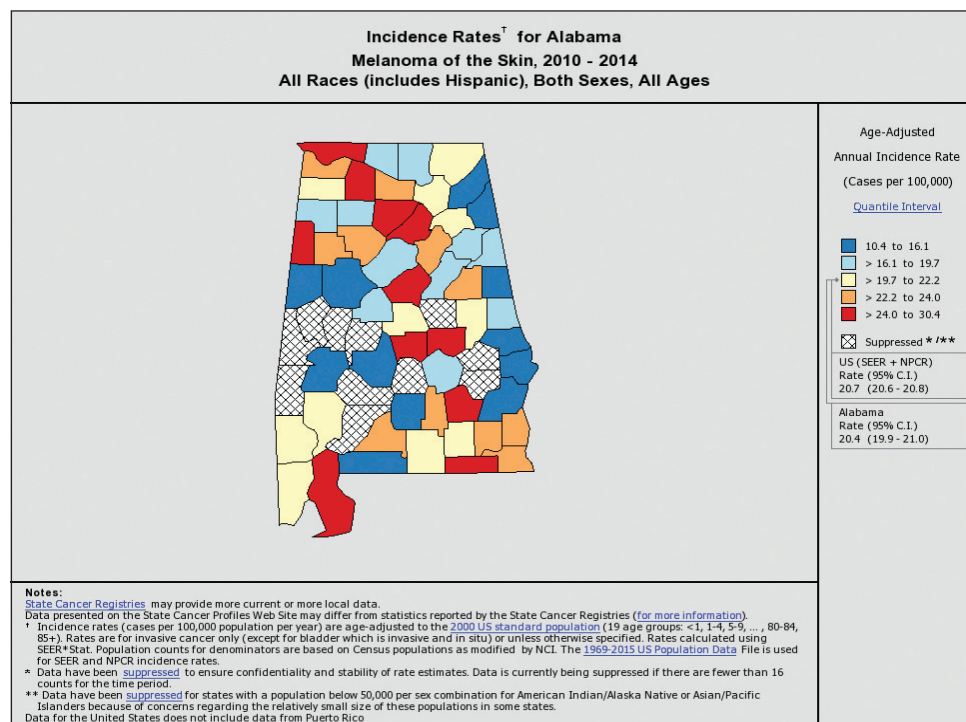 Incidence Rates† for Alabama
Melanoma of the Skin, 2010 - 2014
All Races (includes Hispanic), Both Sexes, All Ages
Age-Adjusted
Annual Incidence Rate
(Cases per 100,000)
Quantile Interval
10.4 to 16.1
> 16.1 to 19.7
> 19.7 to 22.2
> 22.2 to 24.0
> 24.0 to 30.4
Suppressed */**
US (SEER + NPCR)
Rate (95% C.I.)
20.7 (20.6 - 20.8)
Alabama
Rate (95% C.I.)
20.4 (19.9 - 21.0)
Notes:
State Cancer Registries may provide more current or more local data.
Data presented on the State Cancer Profiles Web Site may differ from statistics reported by the State Cancer Registries (for more information).
† Incidence rates (cases per 100,000 population per year) are age-adjusted to the 2000 US standard population (19 age groups: <1, 1-4, 5-9, ... , 80-84,
85+). Rates are for invasive cancer only (except for bladder which is invasive and in situ) or unless otherwise specified. Rates calculated using
SEER*Stat. Population counts for denominators are based on Census populations as modified by NCI. The 1969-2015 US Population Data File is used
for SEER and NPCR incidence rates.
* Data have been suppressed to ensure confidentiality and stability of rate estimates. Data is currently being suppressed if there are fewer than 16
counts for the time period.
** Data have been suppressed for states with a population below 50,000 per sex combination for American Indian/Alaska Native or Asian/Pacific
Islanders because of concerns regarding the relatively small size of these populations in some states.
Data for the United States does not include data from Puerto Rico